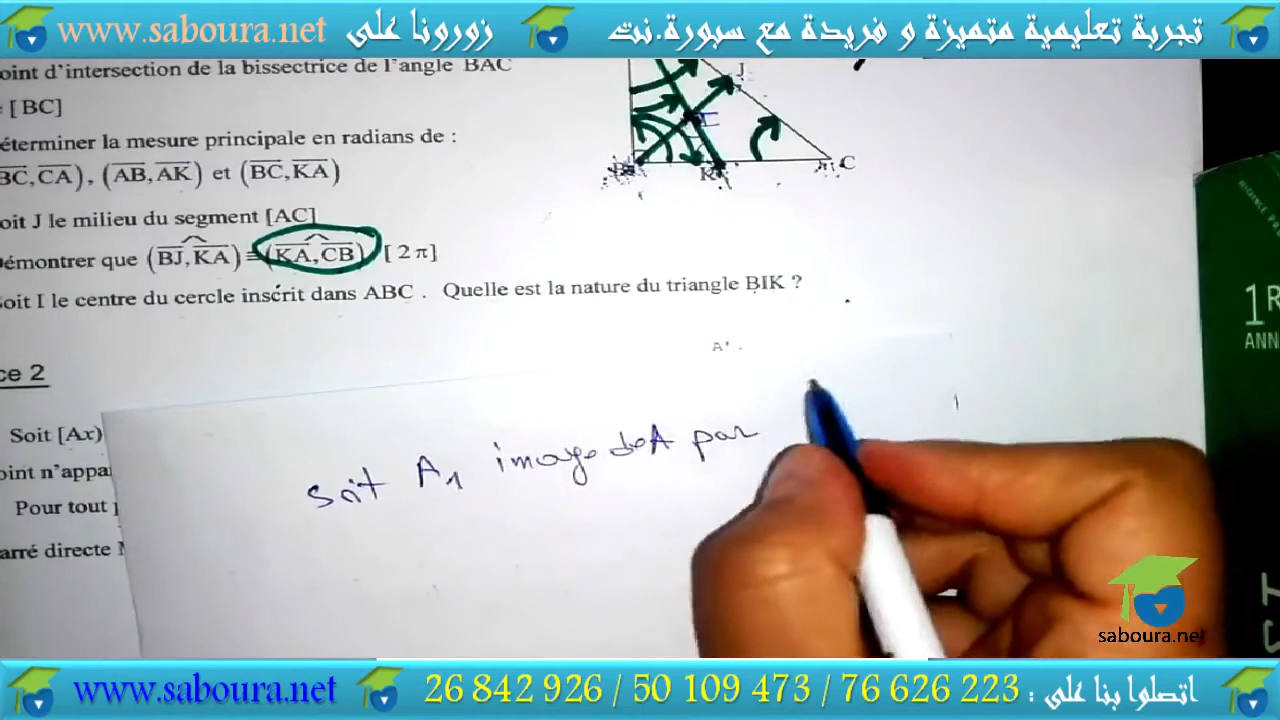 www.saboura.net زورونا على
تجربة تعليمية متميزة و فريدة مع سبورة.نت
oint d'intersection de la bissectrice de l'angle BAC
[BC]
éterminer la mesure principale en radians de :
BC,CA), (AB,AK) et (BC,KA)
oit J le milieu du segment [AC]
émontrer que (BJ,KA) ≡ (KA,CB) [2π]
oit I le centre du cercle inscrit dans ABC . Quelle est la nature du triangle BIK ?
J
I
B
K
C
A'
ce 2
Soit [Ax)
oint n'appa
Pour tout
arré directe
Soit A1 image de A par
1R
ANN
saboura.net
www.saboura.net
26 842 926 / 50 109 473 / 76 626 223 : اتصلوا بنا على